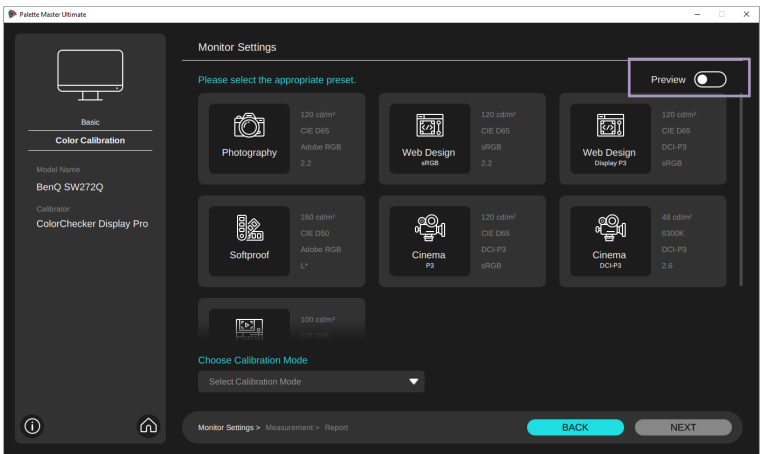 Palette Master Ultimate
Basic
Color Calibration
Model Name
BenQ SW272Q
Calibrator
ColorChecker Display Pro
Monitor Settings
Please select the appropriate preset.
Preview
Photography
120 cd/m²
CIE D65
Adobe RGB
2.2
Web Design
sRGB
120 cd/m²
CIE D65
sRGB
2.2
Web Design
Display P3
120 cd/m²
CIE D65
DCI-P3
sRGB
Softproof
160 cd/m²
CIE D50
Adobe RGB
L*
Cinema
P3
120 cd/m²
CIE D65
DCI-P3
sRGB
Cinema
DCI-P3
48 cd/m²
6300K
DCI-P3
2.6
100 cd/m²
CIE D65
Choose Calibration Mode
Select Calibration Mode
Monitor Settings > Measurement > Report
BACK
NEXT